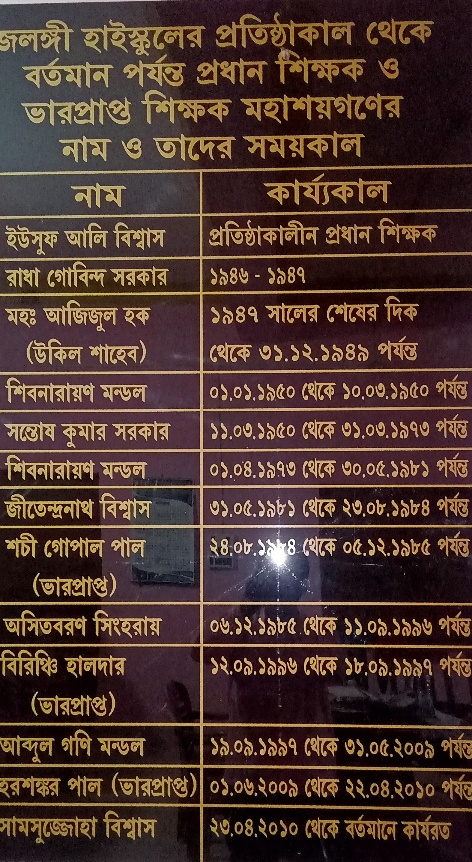 জলঙ্গী হাইস্কুলের প্রতিষ্ঠাকাল থেকে
বর্তমান পর্যন্ত প্রধান শিক্ষক ও
ভারপ্রাপ্ত শিক্ষক মহাশয়গণের
নাম ও তাদের সময়কাল
নাম কার্য্যকাল
ইউসুফ আলি বিশ্বাস প্রতিষ্ঠাকালীন প্রধান শিক্ষক
রাধা গোবিন্দ সরকার ১৯৪৬ - ১৯৪৭
মহঃ আজিজুল হক ১৯৪৭ সালের শেষের দিক
(উকিল শাহেব) থেকে ৩১.১২.১৯৪৯ পর্যন্ত
শিবনারায়ণ মন্ডল ০১.০১.১৯৫০ থেকে ১০.০৩.১৯৫০ পর্যন্ত
সন্তোষ কুমার সরকার ১১.০৩.১৯৫০ থেকে ৩১.০৩.১৯৭৩ পর্যন্ত
শিবনারায়ণ মন্ডল ০১.০৪.১৯৭৩ থেকে ৩০.০৫.১৯৮১ পর্যন্ত
জীতেন্দ্রনাথ বিশ্বাস ৩১.০৫.১৯৮১ থেকে ২৩.০৮.১৯৮৪ পর্যন্ত
শচী গোপাল পাল ২৪.০৮.১৯৮৪ থেকে ০৫.১২.১৯৮৫ পর্যন্ত
(ভারপ্রাপ্ত)
অসিতবরণ সিংহরায় ০৬.১২.১৯৮৫ থেকে ১১.০৯.১৯৯৬ পর্যন্ত
বিরিঞ্চি হালদার ১২.০৯.১৯৯৬ থেকে ১৮.০৯.১৯৯৭ পর্যন্ত
(ভারপ্রাপ্ত)
আব্দুল গণি মন্ডল ১৯.০৯.১৯৯৭ থেকে ৩১.০৫.২০০৯ পর্যন্ত
হরশঙ্কর পাল (ভারপ্রাপ্ত) ০১.০৬.২০০৯ থেকে ২২.০৪.২০১০ পর্যন্ত
সামসুজ্জোহা বিশ্বাস ২৩.০৪.২০১০ থেকে বর্তমানে কার্যরত